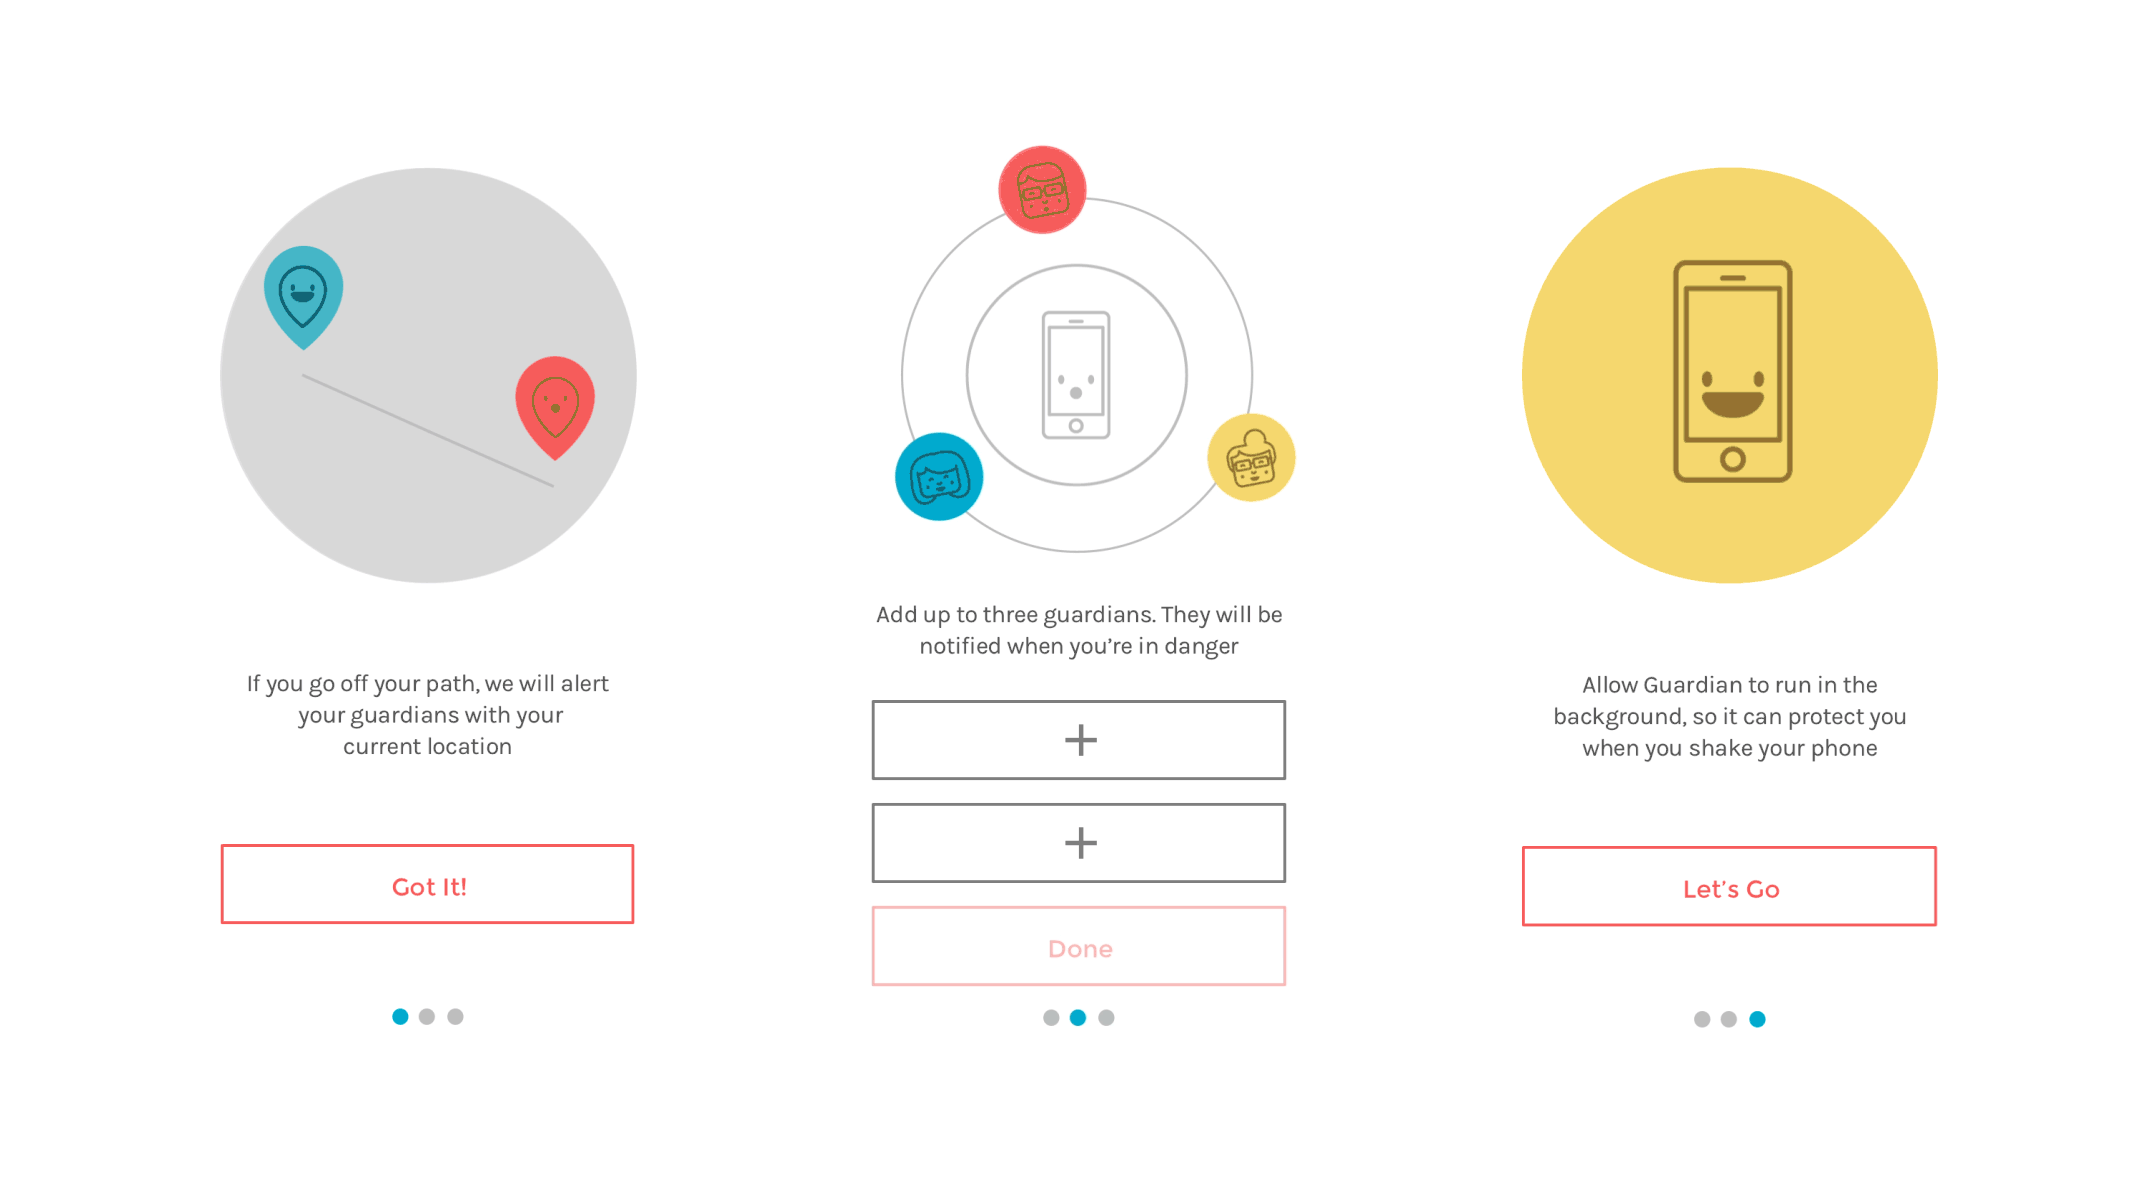 If you go off your path, we will alert
your guardians with your
current location
Got It!
Add up to three guardians. They will be
notified when you’re in danger
+
+
Done
Allow Guardian to run in the
background, so it can protect you
when you shake your phone
Let’s Go